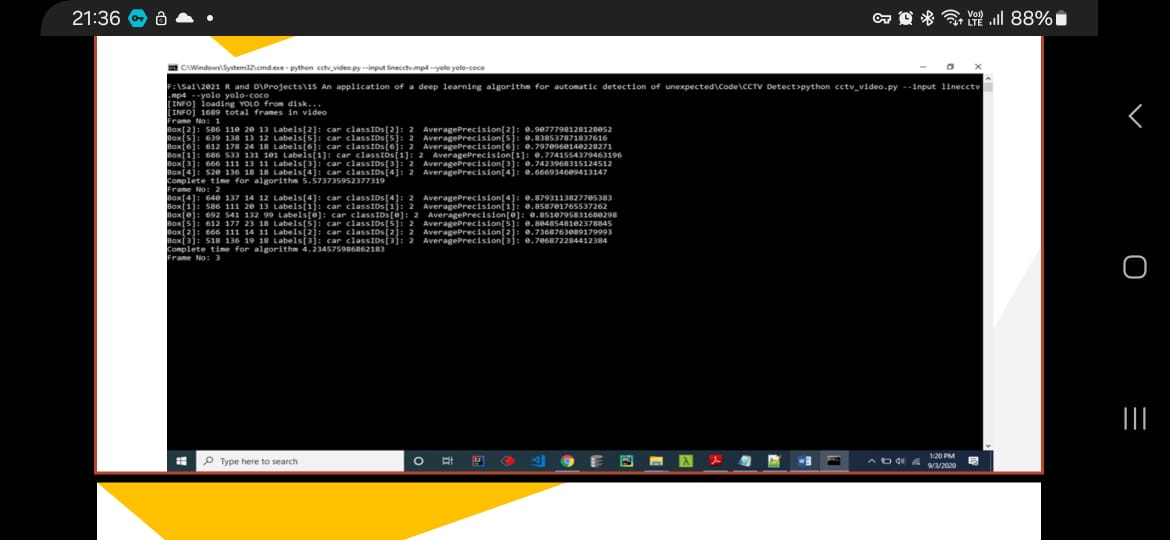 21:36
Vo))
LTE
88%
C:\Windows\System32\cmd.exe - python cctv_video.py --input linecctv.mp4 --yolo yolo-coco
F:\Sai\2021 R and D\Projects\15 An application of a deep learning algorithm for automatic detection of unexpected\Code\CCTV Detect>python cctv_video.py --input linecctv
.mp4 --yolo yolo-coco
[INFO] loading YOLO from disk...
[INFO] 1689 total frames in video
Frame No: 1
Box[2]: 586 110 20 13 Labels[2]: car classIDs[2]: 2 AveragePrecision[2]: 0.9077798128128052
Box[5]: 639 138 13 12 Labels[5]: car classIDs[5]: 2 AveragePrecision[5]: 0.838537871837616
Box[6]: 612 178 24 18 Labels[6]: car classIDs[6]: 2 AveragePrecision[6]: 0.7970960140228271
Box[1]: 686 533 131 101 Labels[1]: car classIDs[1]: 2 AveragePrecision[1]: 0.7741554379463196
Box[3]: 666 111 13 11 Labels[3]: car classIDs[3]: 2 AveragePrecision[3]: 0.7423968315124512
Box[4]: 520 136 18 18 Labels[4]: car classIDs[4]: 2 AveragePrecision[4]: 0.666934609413147
Complete time for algorithm 5.573735952377319
Frame No: 2
Box[4]: 640 137 14 12 Labels[4]: car classIDs[4]: 2 AveragePrecision[4]: 0.8793113827705383
Box[1]: 586 111 20 13 Labels[1]: car classIDs[1]: 2 AveragePrecision[1]: 0.858701765537262
Box[0]: 692 541 132 99 Labels[0]: car classIDs[0]: 2 AveragePrecision[0]: 0.8510795831680298
Box[5]: 612 177 23 18 Labels[5]: car classIDs[5]: 2 AveragePrecision[5]: 0.8048548102378845
Box[2]: 666 111 14 11 Labels[2]: car classIDs[2]: 2 AveragePrecision[2]: 0.7368763089179993
Box[3]: 518 136 19 18 Labels[3]: car classIDs[3]: 2 AveragePrecision[3]: 0.706872284412384
Complete time for algorithm 4.234575986862183
Frame No: 3
Type here to search
1:20 PM
9/3/2020